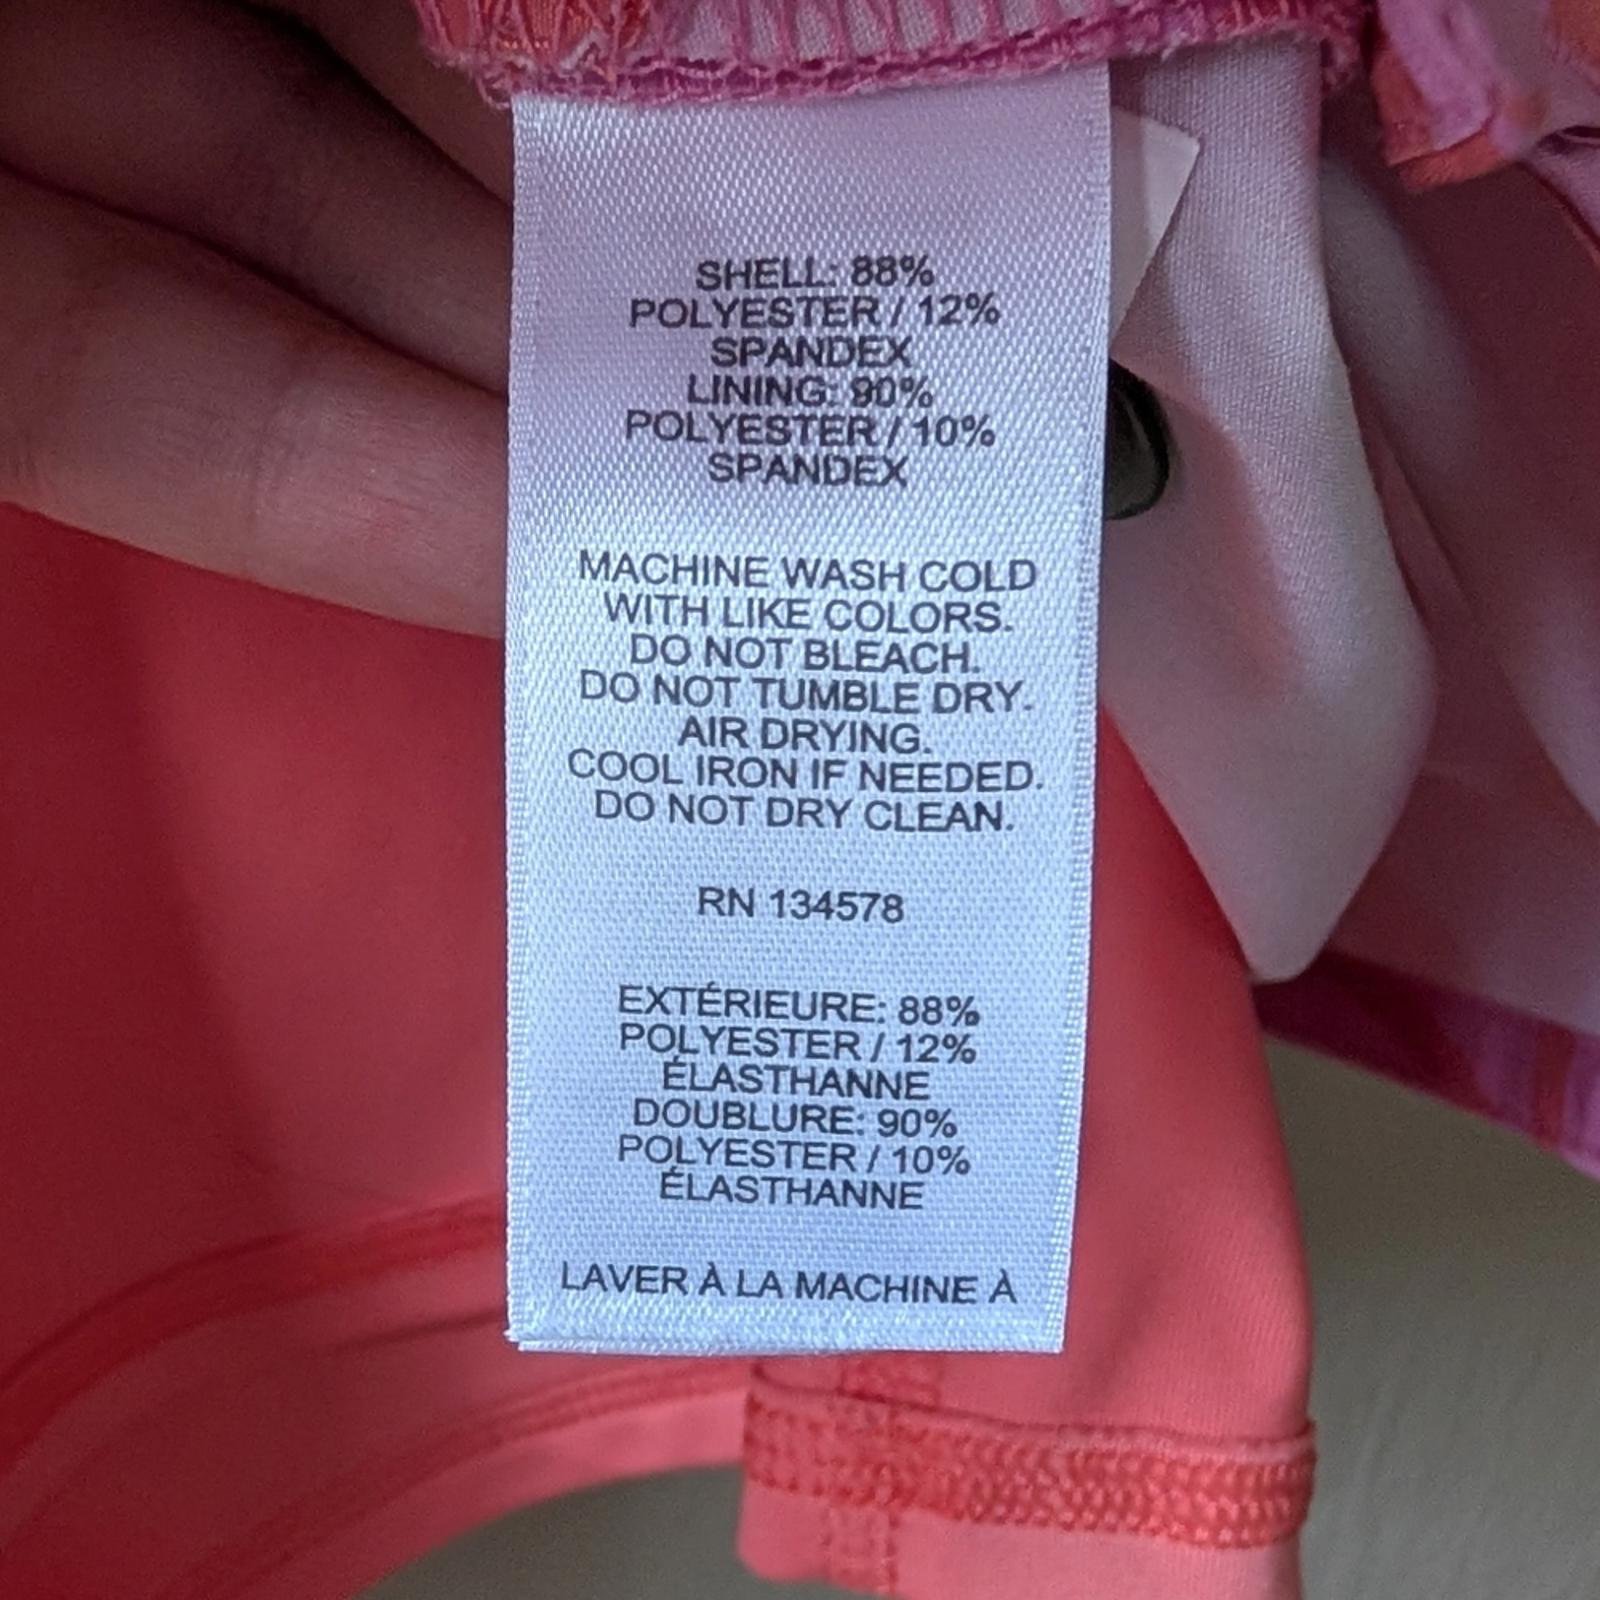 SHELL: 88%
POLYESTER / 12%
SPANDEX
LINING: 90%
POLYESTER / 10%
SPANDEX
MACHINE WASH COLD
WITH LIKE COLORS.
DO NOT BLEACH.
DO NOT TUMBLE DRY.
AIR DRYING.
COOL IRON IF NEEDED.
DO NOT DRY CLEAN.
RN 134578
EXTÉRIEURE: 88%
POLYESTER / 12%
ÉLASTHANNE
DOUBLURE: 90%
POLYESTER / 10%
ÉLASTHANNE
LAVER À LA MACHINE À